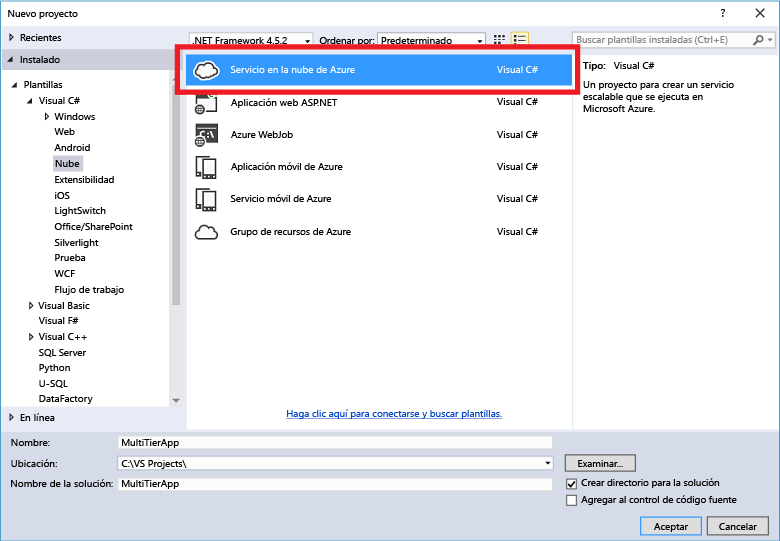 Nuevo proyecto
?
Recientes
.NET Framework 4.5.2
Ordenar por:
Predeterminado
Buscar plantillas instaladas (Ctrl+E)
Instalado
Plantillas
Visual C#
Windows
Web
Android
Nube
Extensibilidad
iOS
LightSwitch
Office/SharePoint
Silverlight
Prueba
WCF
Flujo de trabajo
Visual Basic
Visual F#
Visual C++
SQL Server
Python
U-SQL
DataFactory
En línea
Servicio en la nube de Azure Visual C#
Aplicación web ASP.NET Visual C#
Azure WebJob Visual C#
Aplicación móvil de Azure Visual C#
Servicio móvil de Azure Visual C#
Grupo de recursos de Azure Visual C#
Haga clic aquí para conectarse y buscar plantillas.
Tipo: Visual C#
Un proyecto para crear un servicio
escalable que se ejecuta en
Microsoft Azure.
Nombre: MultiTierApp
Ubicación: C:\VS Projects\ Examinar...
Nombre de la solución: MultiTierApp
Crear directorio para la solución
Agregar al control de código fuente
Aceptar Cancelar